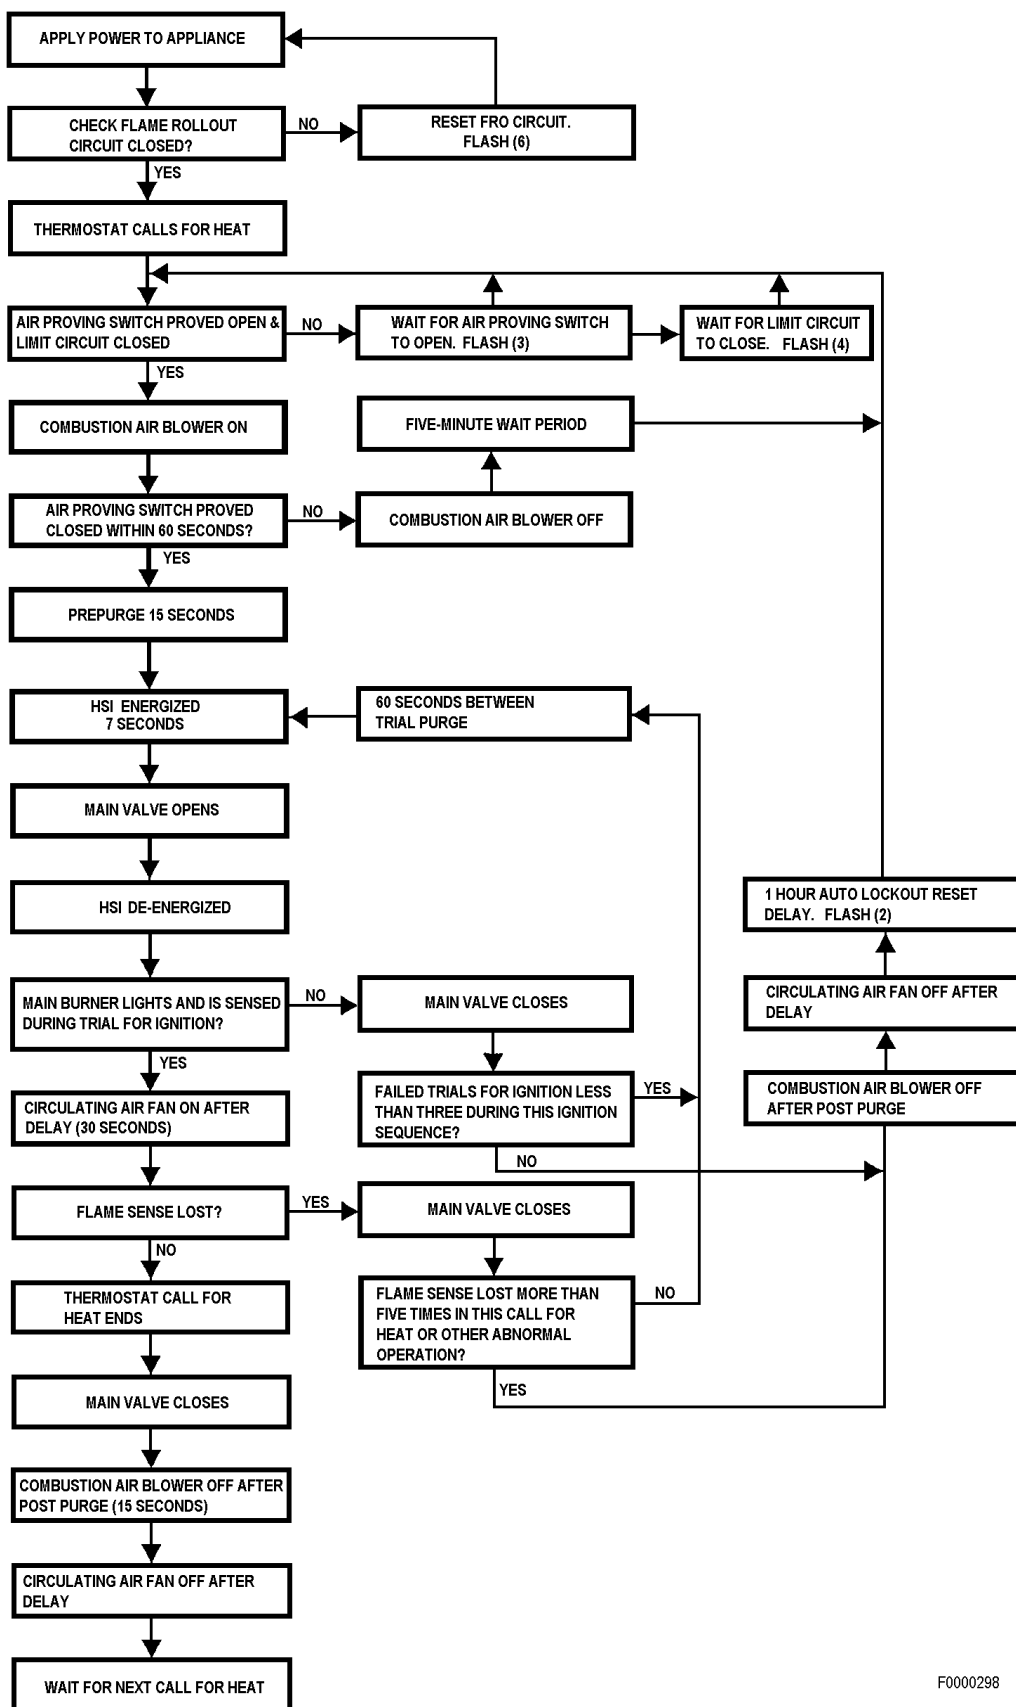 APPLY POWER TO APPLIANCE
CHECK FLAME ROLLOUT
CIRCUIT CLOSED?
NO
RESET FRO CIRCUIT.
FLASH (6)
YES
THERMOSTAT CALLS FOR HEAT
AIR PROVING SWITCH PROVED OPEN &
LIMIT CIRCUIT CLOSED
NO
WAIT FOR AIR PROVING SWITCH
TO OPEN. FLASH (3)
WAIT FOR LIMIT CIRCUIT
TO CLOSE. FLASH (4)
YES
COMBUSTION AIR BLOWER ON
FIVE-MINUTE WAIT PERIOD
AIR PROVING SWITCH PROVED
CLOSED WITHIN 60 SECONDS?
NO
COMBUSTION AIR BLOWER OFF
YES
PREPURGE 15 SECONDS
HSI ENERGIZED
7 SECONDS
60 SECONDS BETWEEN
TRIAL PURGE
MAIN VALVE OPENS
HSI DE-ENERGIZED
1 HOUR AUTO LOCKOUT RESET
DELAY. FLASH (2)
MAIN BURNER LIGHTS AND IS SENSED
DURING TRIAL FOR IGNITION?
NO
MAIN VALVE CLOSES
CIRCULATING AIR FAN OFF AFTER
DELAY
YES
CIRCULATING AIR FAN ON AFTER
DELAY (30 SECONDS)
FAILED TRIALS FOR IGNITION LESS
THAN THREE DURING THIS IGNITION
SEQUENCE?
YES
COMBUSTION AIR BLOWER OFF
AFTER POST PURGE
NO
FLAME SENSE LOST?
YES
MAIN VALVE CLOSES
NO
THERMOSTAT CALL FOR
HEAT ENDS
FLAME SENSE LOST MORE THAN
FIVE TIMES IN THIS CALL FOR
HEAT OR OTHER ABNORMAL
OPERATION?
NO
YES
MAIN VALVE CLOSES
COMBUSTION AIR BLOWER OFF AFTER
POST PURGE (15 SECONDS)
CIRCULATING AIR FAN OFF AFTER
DELAY
WAIT FOR NEXT CALL FOR HEAT
F0000298